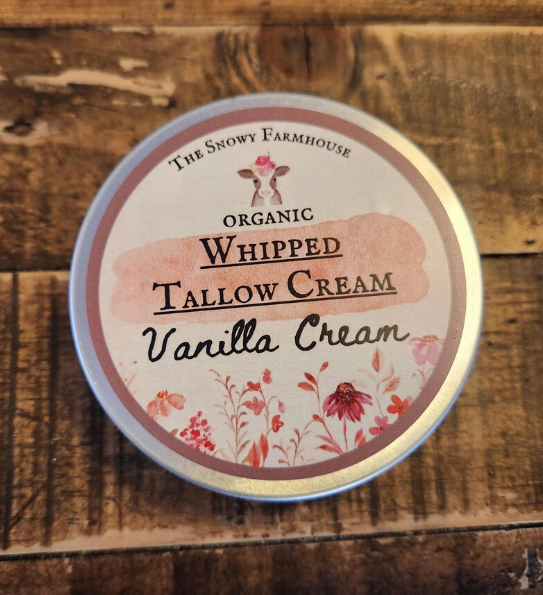 The Snowy Farmhouse
ORGANIC
Whipped
Tallow Cream
Vanilla Cream